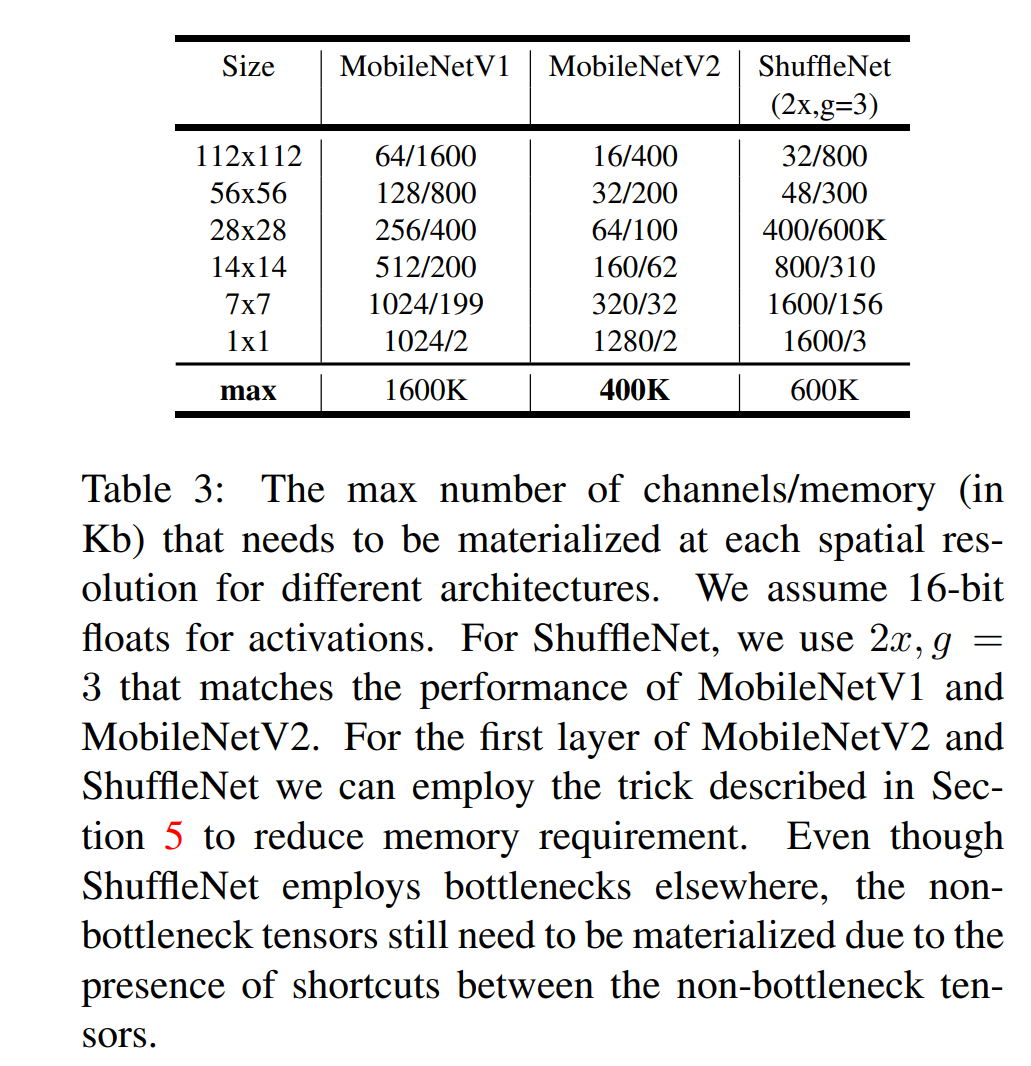 Size MobileNetV1 MobileNetV2 ShuffleNet
(2x,g=3)
112x112 64/1600 16/400 32/800
56x56 128/800 32/200 48/300
28x28 256/400 64/100 400/600K
14x14 512/200 160/62 800/310
7x7 1024/199 320/32 1600/156
1x1 1024/2 1280/2 1600/3
max 1600K 400K 600K
Table 3: The max number of channels/memory (in
Kb) that needs to be materialized at each spatial res-
olution for different architectures. We assume 16-bit
floats for activations. For ShuffleNet, we use 2x, g =
3 that matches the performance of MobileNetV1 and
MobileNetV2. For the first layer of MobileNetV2 and
ShuffleNet we can employ the trick described in Sec-
tion 5 to reduce memory requirement. Even though
ShuffleNet employs bottlenecks elsewhere, the non-
bottleneck tensors still need to be materialized due to the
presence of shortcuts between the non-bottleneck ten-
sors.